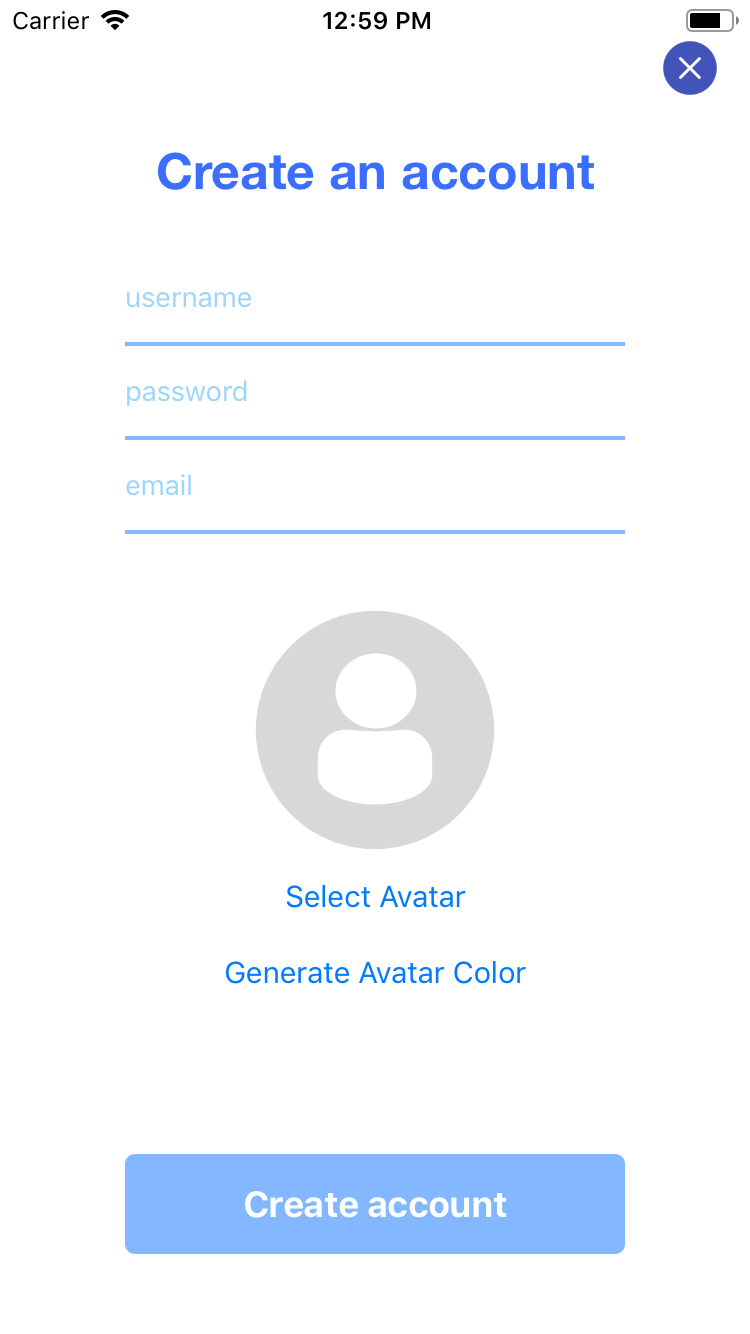 Carrier 12:59 PM
Create an account
username
password
email
Select Avatar
Generate Avatar Color
Create account